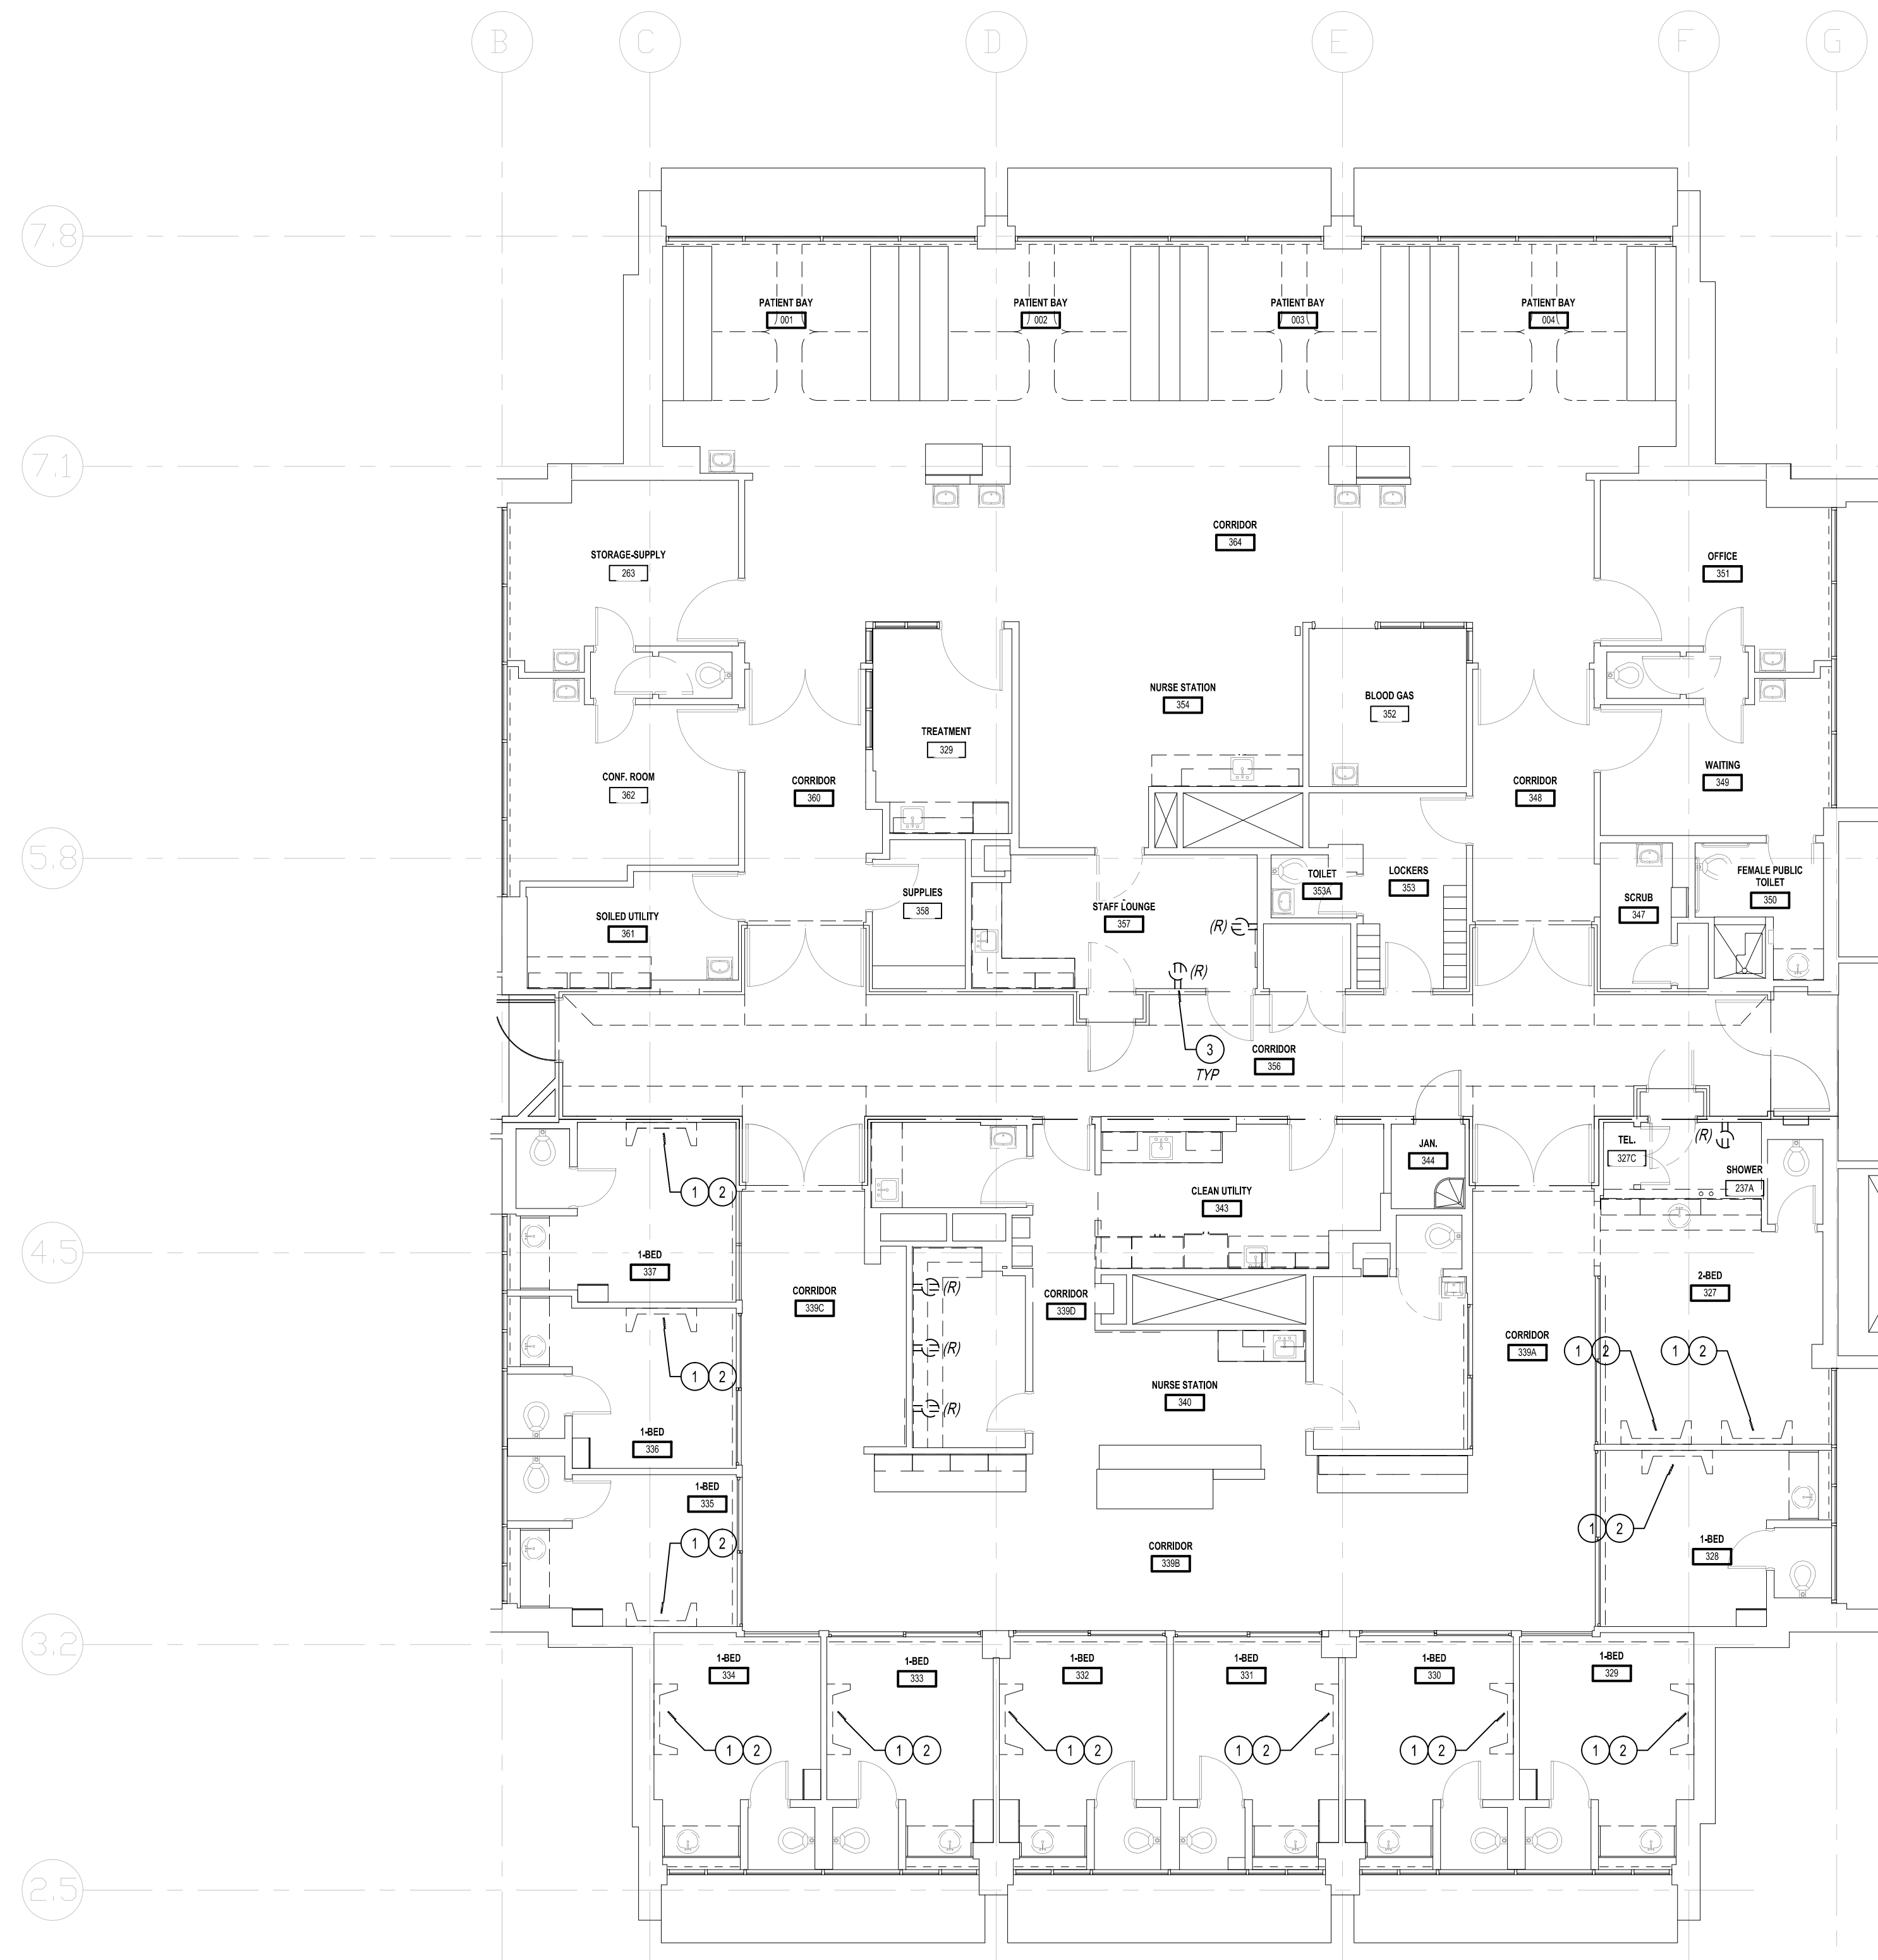 B
C
D
E
F
G
7.8
PATIENT BAY
001
PATIENT BAY
002
PATIENT BAY
003
PATIENT BAY
004
7.1
CORRIDOR
364
STORAGE-SUPPLY
263
OFFICE
351
NURSE STATION
354
BLOOD GAS
352
TREATMENT
329
CONF. ROOM
362
CORRIDOR
360
CORRIDOR
348
WAITING
349
5.8
SUPPLIES
358
STAFF LOUNGE
357
TOILET
353A
LOCKERS
353
SCRUB
347
FEMALE PUBLIC
TOILET
350
SOILED UTILITY
361
(R)
(R)
3
TYP
CORRIDOR
356
TEL.
327C
(R)
SHOWER
237A
JAN.
344
1 2
CLEAN UTILITY
343
4.5
1-BED
337
CORRIDOR
339C
(R)
CORRIDOR
339D
2-BED
327
(R)
CORRIDOR
339A
1 2
1 2
1 2
NURSE STATION
340
(R)
1-BED
336
1-BED
335
1 2
1 2
CORRIDOR
339B
1-BED
328
3.2
1-BED
334
1-BED
333
1-BED
332
1-BED
331
1-BED
330
1-BED
329
1 2
1 2
1 2
1 2
1 2
1 2
2.5